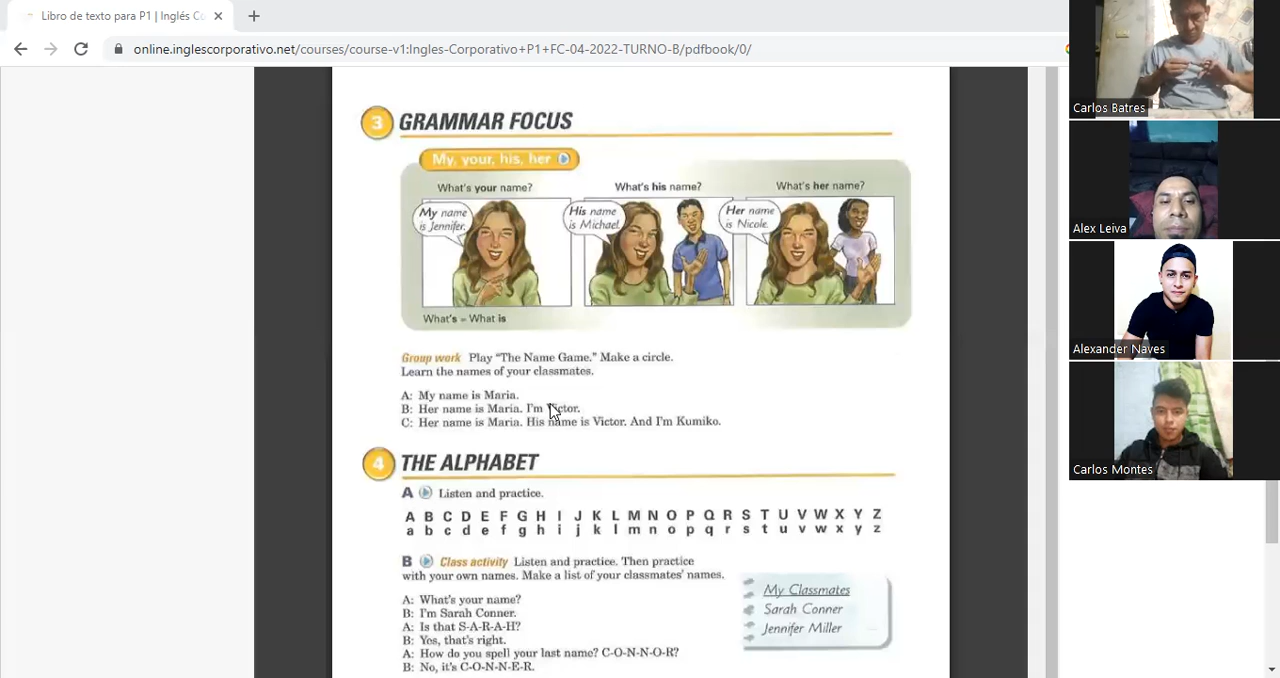 Libro de texto para P1 | Inglés Co
online.inglescorporativo.net/courses/course-v1:Ingles-Corporativo+P1+FC-04-2022-TURNO-B/pdfbook/0/
3 GRAMMAR FOCUS
My, your, his, her
What's your name?
My name
is Jennifer.
What's his name?
His name
is Michael.
What's her name?
Her name
is Nicole.
What's = What is
Group work Play "The Name Game." Make a circle.
Learn the names of your classmates.
A: My name is Maria.
B: Her name is Maria. I'm Victor.
C: Her name is Maria. His name is Victor. And I'm Kumiko.
4 THE ALPHABET
A Listen and practice.
A B C D E F G H I J K L M N O P Q R S T U V W X Y Z
a b c d e f g h i j k l m n o p q r s t u v w x y z
B Class activity Listen and practice. Then practice
with your own names. Make a list of your classmates' names.
A: What's your name?
B: I'm Sarah Conner.
A: Is that S-A-R-A-H?
B: Yes, that's right.
A: How do you spell your last name? C-O-N-N-O-R?
B: No, it's C-O-N-N-E-R.
My Classmates
Sarah Conner
Jennifer Miller
Carlos Batres
Alex Leiva
Alexander Naves
Carlos Montes